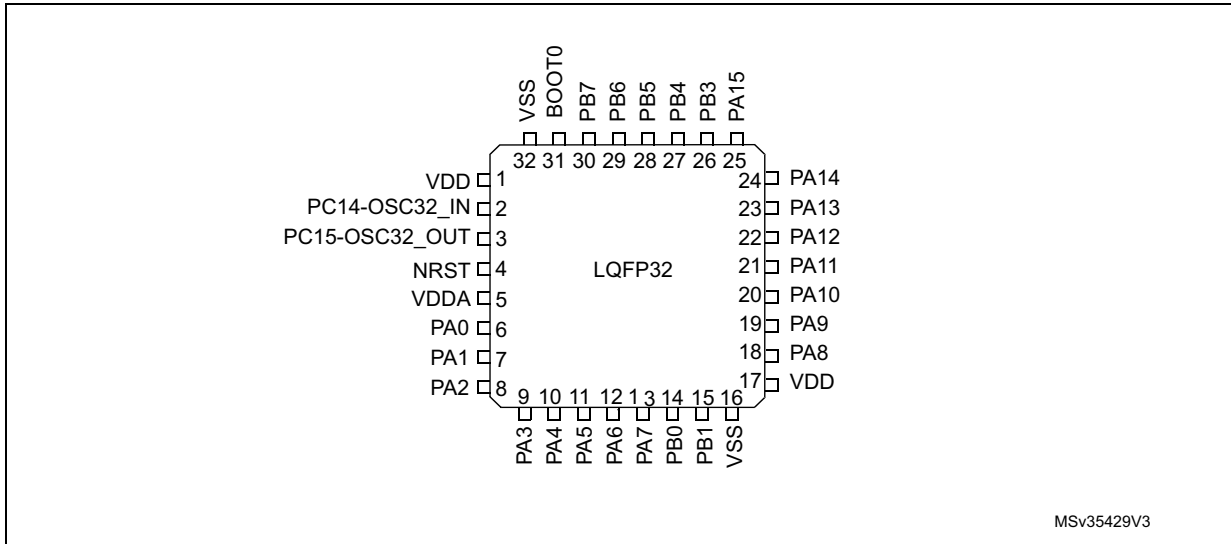 VSS
BOOT0
PB7
PB6
PB5
PB4
PB3
PA15
32 31 30 29 28 27 26 25
VDD 1
PC14-OSC32_IN 2
PC15-OSC32_OUT 3
NRST 4
VDDA 5
PA0 6
PA1 7
PA2 8
LQFP32
24 PA14
23 PA13
22 PA12
21 PA11
20 PA10
19 PA9
18 PA8
17 VDD
9 10 11 12 1 3 14 15 16
PA3
PA4
PA5
PA6
PA7
PB0
PB1
VSS
MSv35429V3